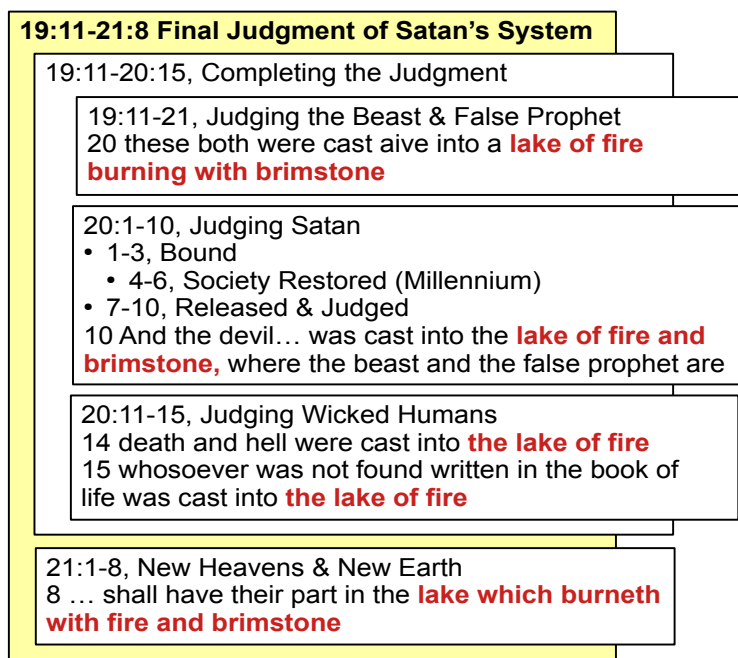 19:11-21:8 Final Judgment of Satan’s System
19:11-20:15, Completing the Judgment
19:11-21, Judging the Beast & False Prophet
20 these both were cast aive into a lake of fire
burning with brimstone
20:1-10, Judging Satan
• 1-3, Bound
• 4-6, Society Restored (Millennium)
• 7-10, Released & Judged
10 And the devil… was cast into the lake of fire and
brimstone, where the beast and the false prophet are
20:11-15, Judging Wicked Humans
14 death and hell were cast into the lake of fire
15 whosoever was not found written in the book of
life was cast into the lake of fire
21:1-8, New Heavens & New Earth
8 … shall have their part in the lake which burneth
with fire and brimstone